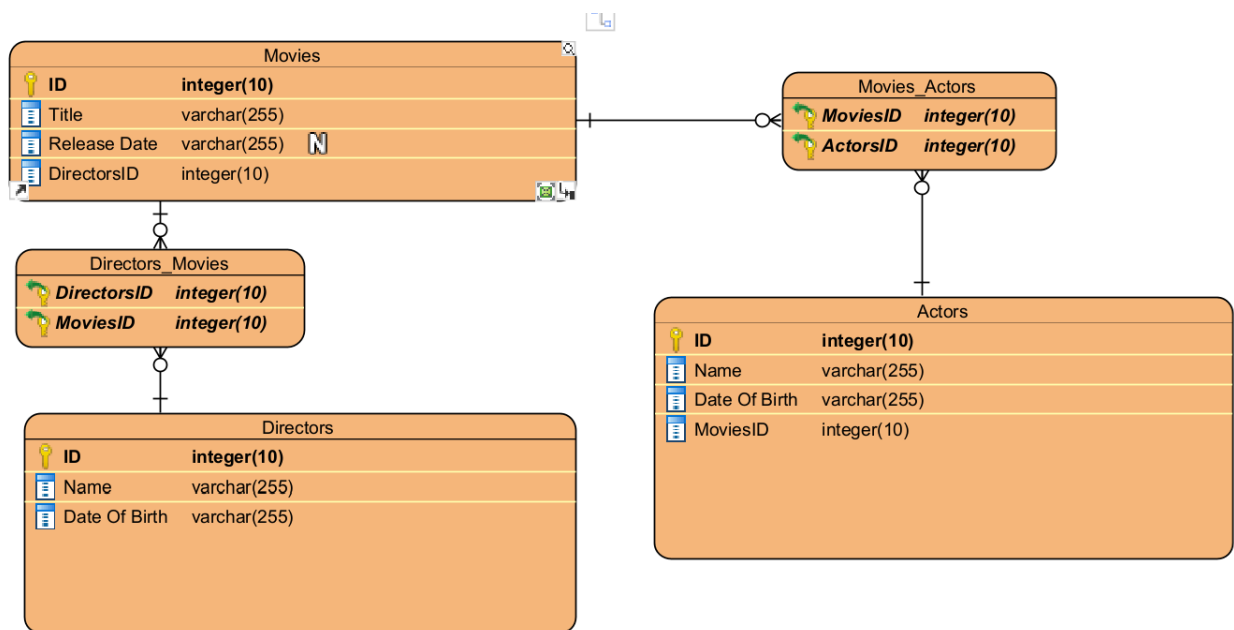 Movies
ID integer(10)
Title varchar(255)
Release Date varchar(255) N
DirectorsID integer(10)
Movies_Actors
MoviesID integer(10)
ActorsID integer(10)
Directors_Movies
DirectorsID integer(10)
MoviesID integer(10)
Actors
ID integer(10)
Name varchar(255)
Date Of Birth varchar(255)
MoviesID integer(10)
Directors
ID integer(10)
Name varchar(255)
Date Of Birth varchar(255)